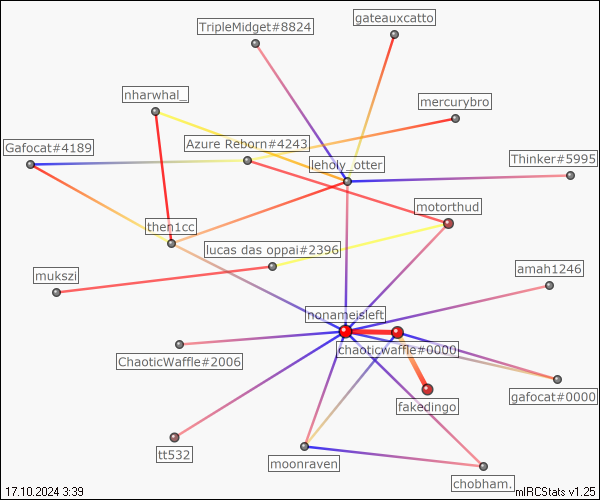 TripleMidget#8824
gateauxcatto
nharwhal_
mercurybro
Gafocat#4189
Azure Reborn#4243
leholy_otter
Thinker#5995
motorthud
then1cc
lucas das oppai#2396
mukszi
amah1246
nonameisleft
chaoticwaffle#0000
ChaoticWaffle#2006
gafocat#0000
fakedingo
tt532
moonraven
chobham.
17.10.2024 3:39
mIRCStats v1.25